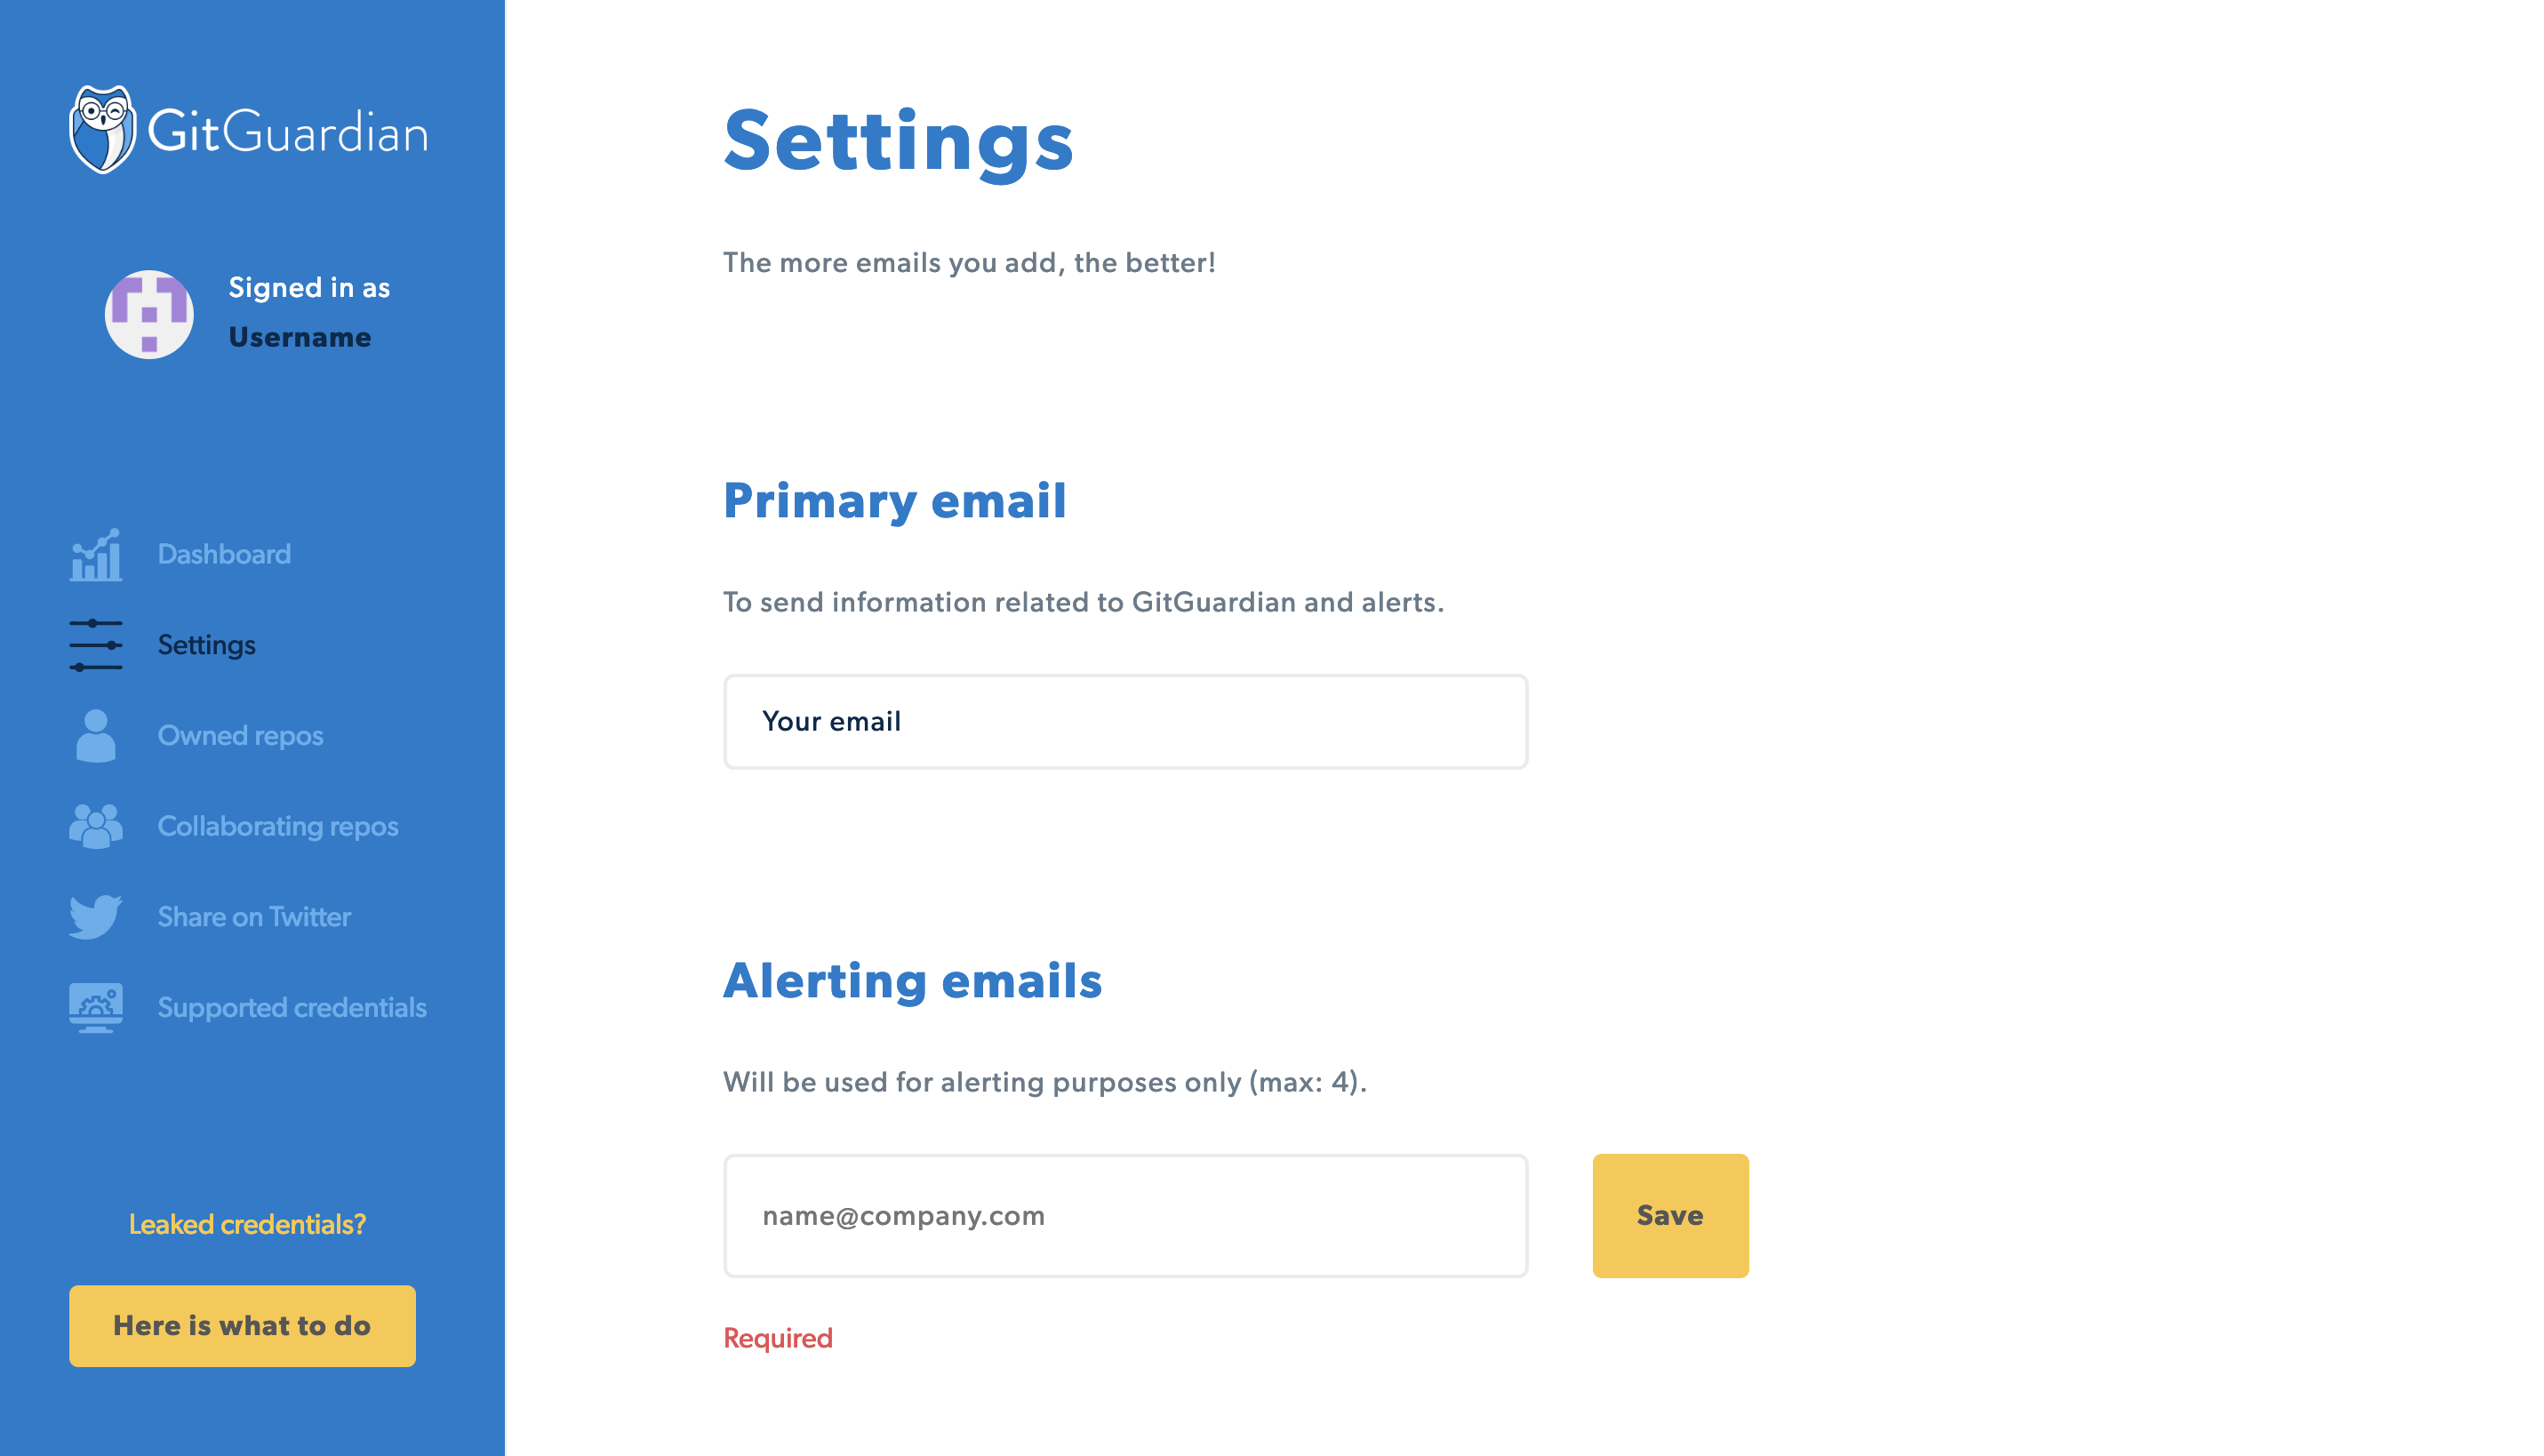 GitGuardian
Signed in as
Username
Dashboard
Settings
Owned repos
Collaborating repos
Share on Twitter
Supported credentials
Leaked credentials?
Here is what to do
Settings
The more emails you add, the better!
Primary email
To send information related to GitGuardian and alerts.
Your email
Alerting emails
Will be used for alerting purposes only (max: 4).
name@company.com
Save
Required